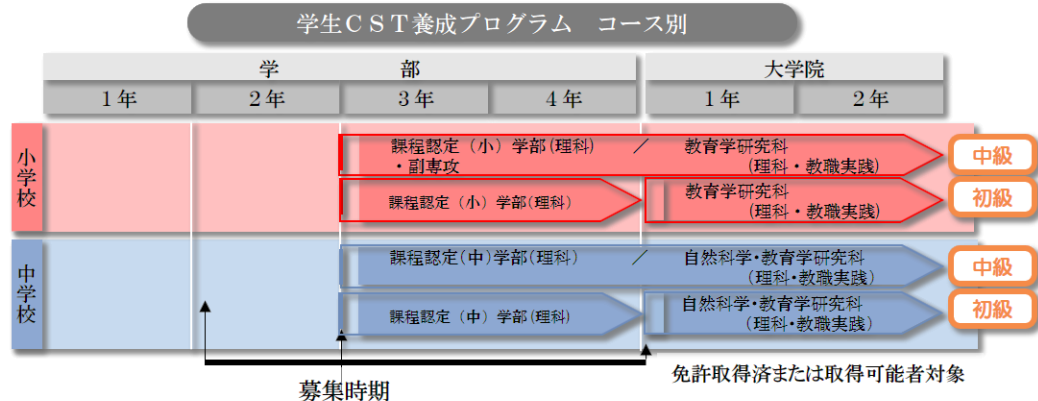 学生ＣＳＴ養成プログラム　コース別
学　部
大学院
１年
２年
３年
４年
１年
２年
小学校
課程認定（小）学部(理科)　／　教育学研究科
・副専攻　(理科・教職実践)
中級
課程認定（小）学部(理科)
教育学研究科
(理科・教職実践)
初級
中学校
課程認定(中)学部(理科)　／　自然科学・教育学研究科
(理科・教職実践)
中級
課程認定（中）学部(理科)
自然科学・教育学研究科
(理科・教職実践)
初級
募集時期
免許取得済または取得可能者対象